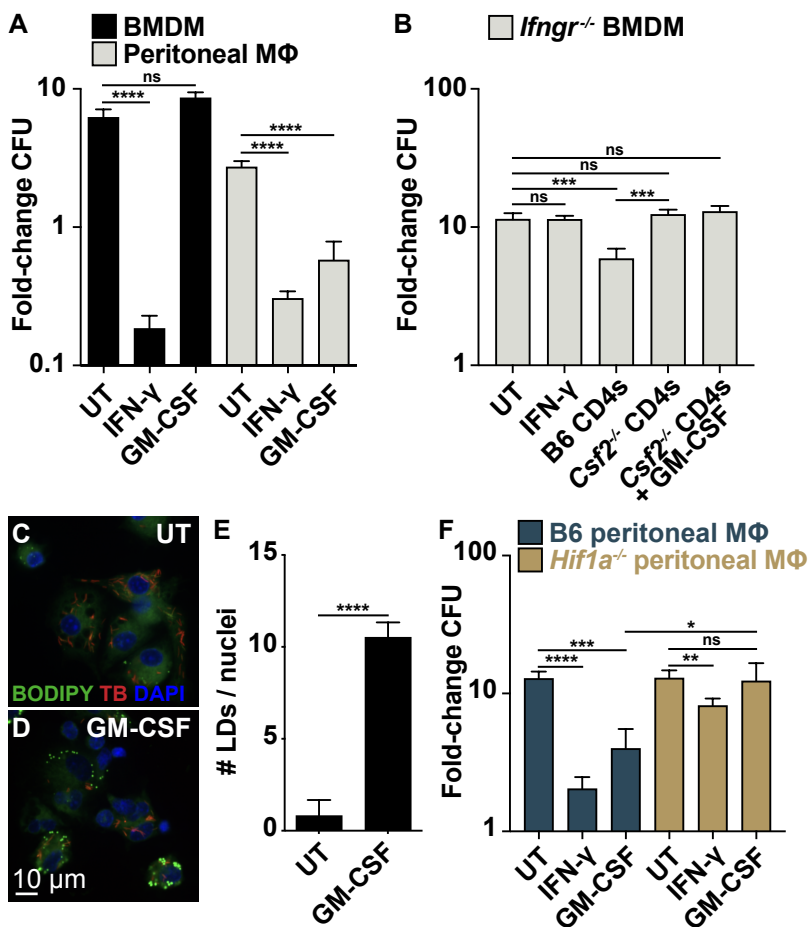 A
BMDM
Peritoneal MΦ
Fold-change CFU
10
1
0.1
ns
****
****
****
UT
IFN-γ
GM-CSF
UT
IFN-γ
GM-CSF
B
Ifngr-/- BMDM
Fold-change CFU
100
10
1
ns
ns
***
***
ns
UT
IFN-γ
B6 CD4s
Csf2-/- CD4s
Csf2-/- CD4s
+ GM-CSF
C
UT
BODIPY TB DAPI
D
GM-CSF
10 µm
E
# LDs / nuclei
15
10
5
0
****
UT
GM-CSF
F
B6 peritoneal MΦ
Hif1a-/- peritoneal MΦ
Fold-change CFU
100
10
1
*
***
ns
****
**
UT
IFN-γ
GM-CSF
UT
IFN-γ
GM-CSF